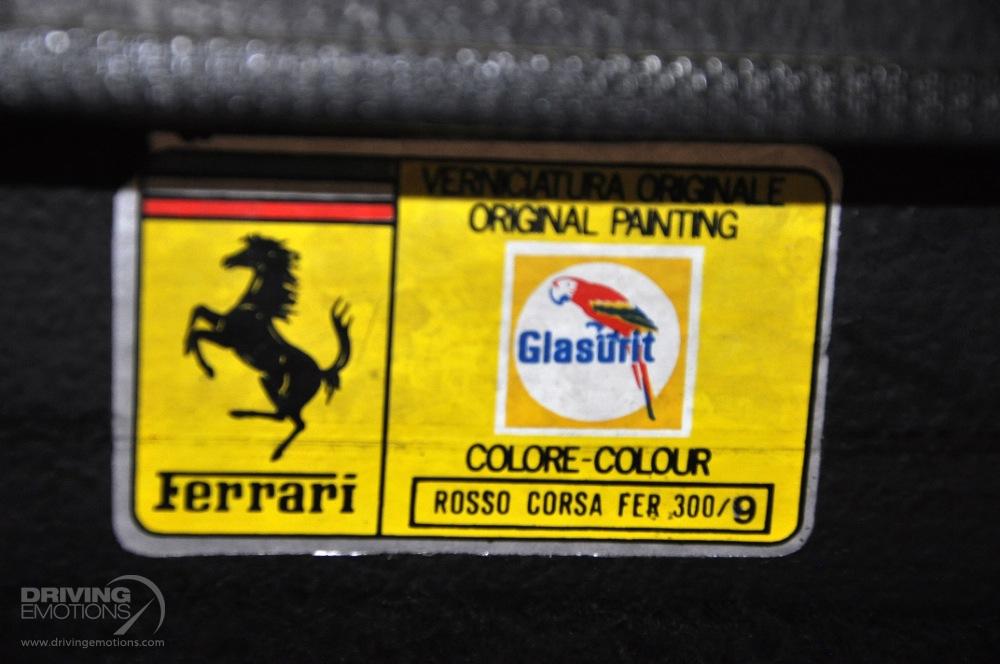 VERNICIATURA ORIGINALE
ORIGINAL PAINTING
Glasurit
COLORE-COLOUR
ROSSO CORSA FER.300/9
Ferrari
DRIVING
EMOTIONS
www.drivingemotions.com